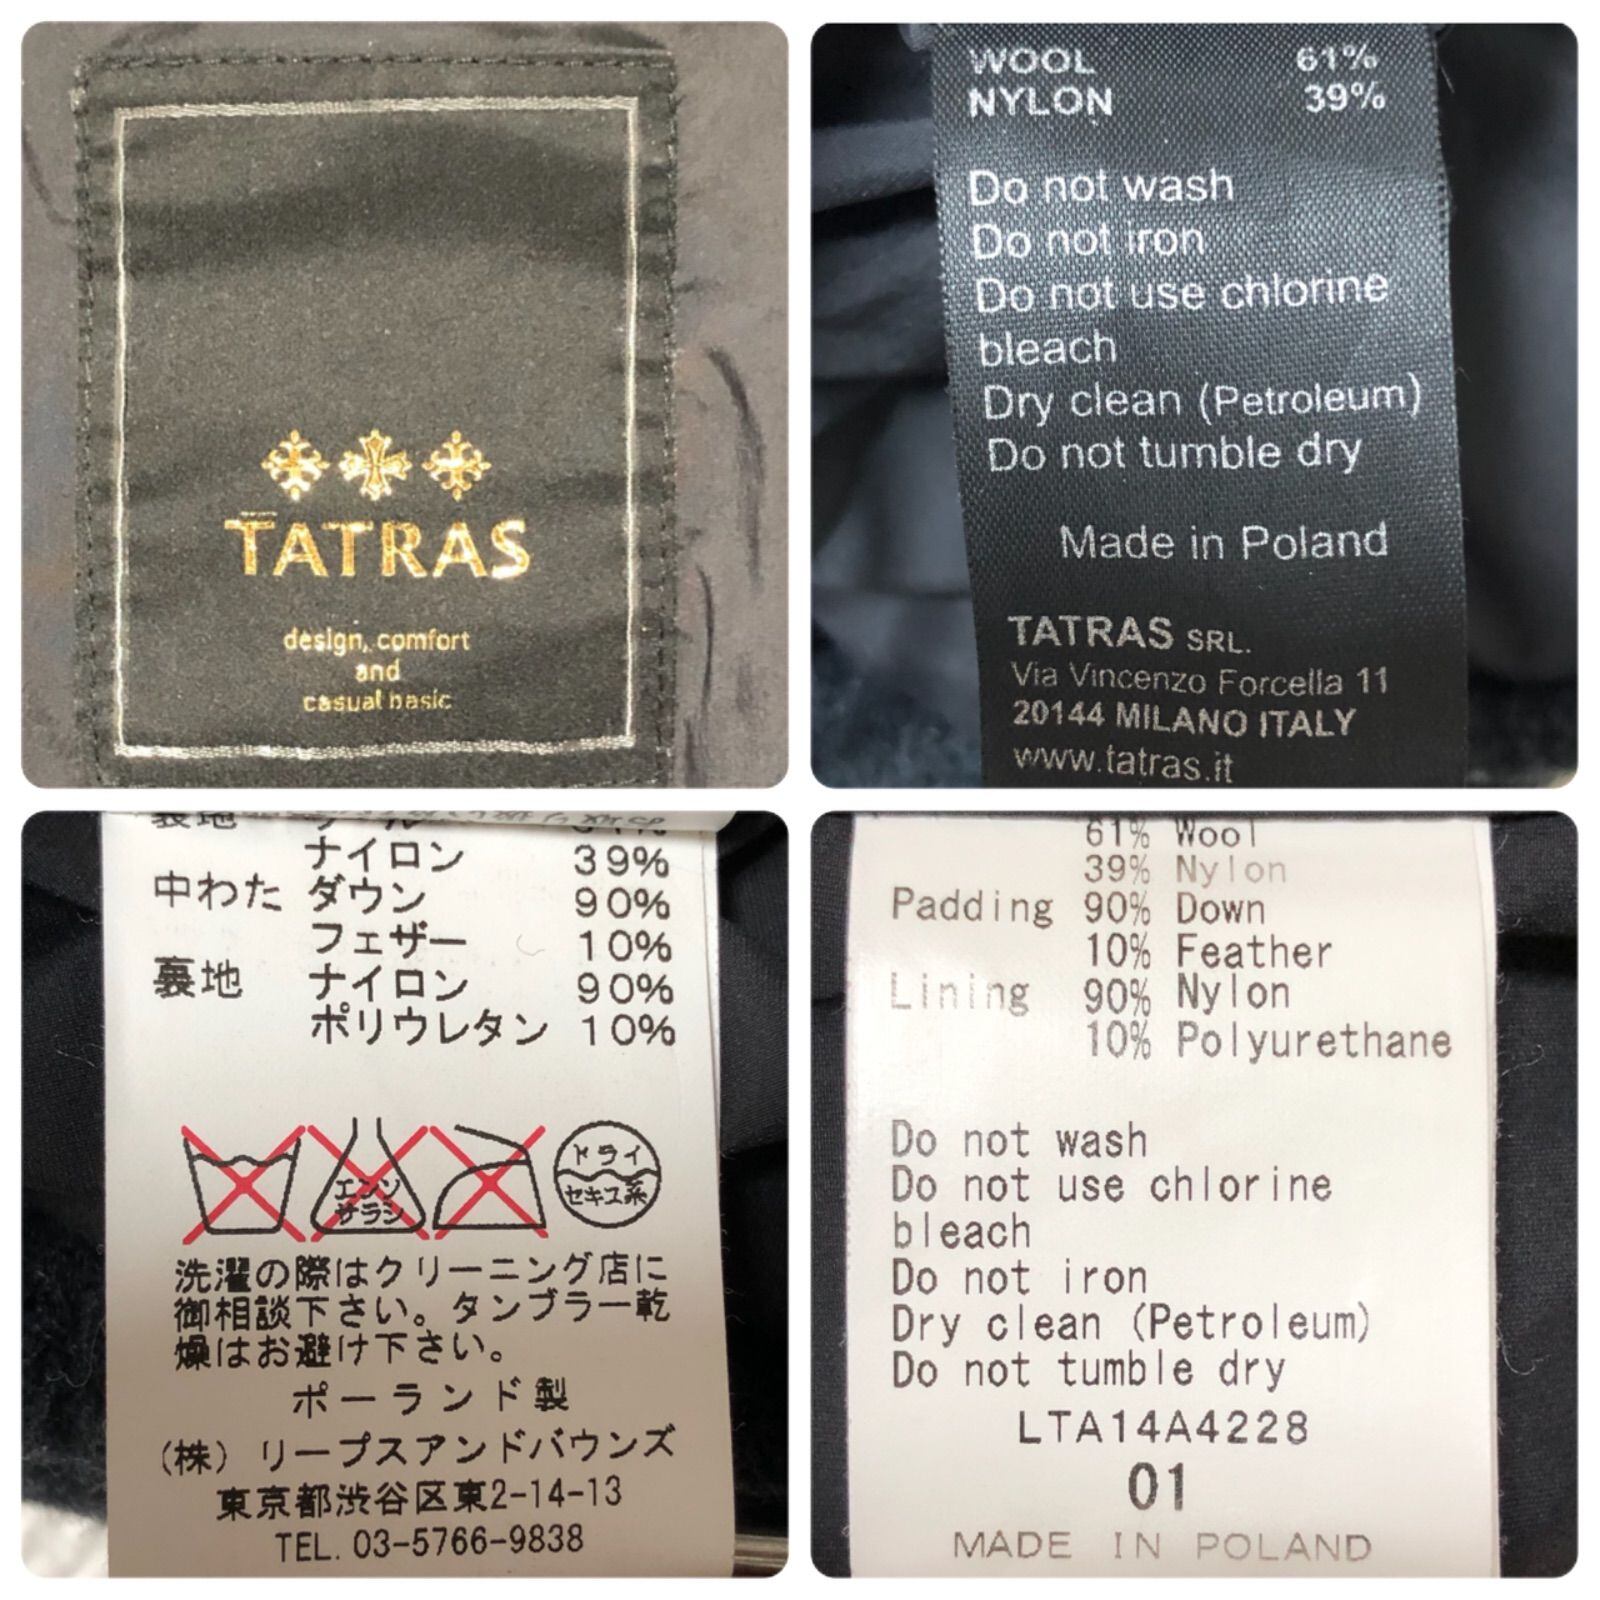 TATRAS
design, comfort
and
casual basic
WOOL 61%
NYLON 39%
Do not wash
Do not iron
Do not use chlorine
bleach
Dry clean (Petroleum)
Do not tumble dry
Made in Poland
TATRAS SRL.
Via Vincenzo Forcella 11
20144 MILANO ITALY
www.tatras.it
裏地
ナイロン 39%
中わた ダウン 90%
フェザー 10%
裏地 ナイロン 90%
ポリウレタン 10%
エンソ
サラシ
ドライ
セキユ系
洗濯の際はクリーニング店に
御相談下さい。タンブラー乾
燥はお避け下さい。
ポーランド製
(株) リープスアンドバウンズ
東京都渋谷区東2-14-13
TEL. 03-5766-9838
61% Wool
39% Nylon
Padding 90% Down
10% Feather
Lining 90% Nylon
10% Polyurethane
Do not wash
Do not use chlorine
bleach
Do not iron
Dry clean (Petroleum)
Do not tumble dry
LTA14A4228
01
MADE IN POLAND